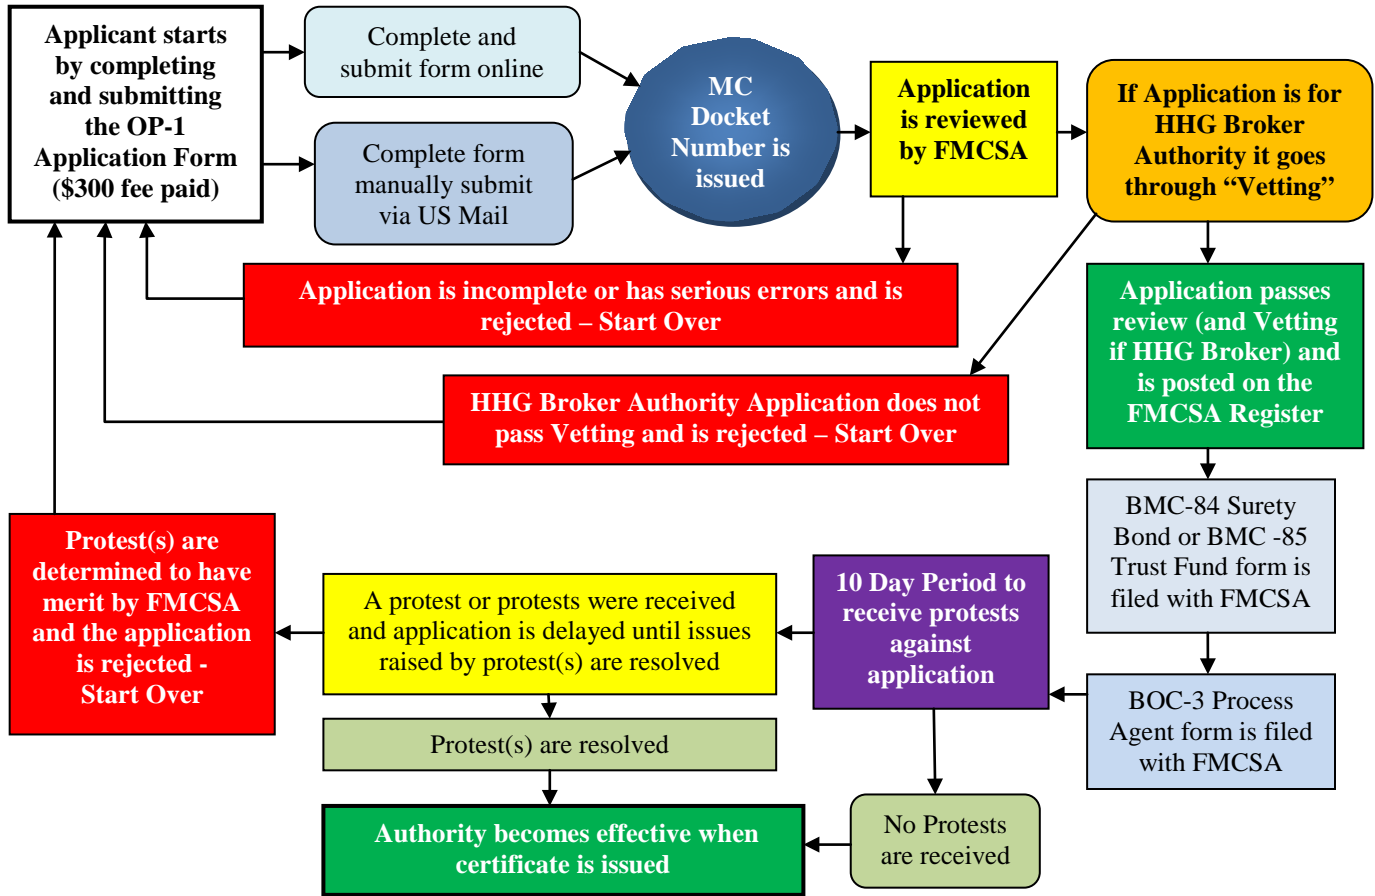 Applicant starts
by completing
and submitting
the OP-1
Application Form
($300 fee paid)
Complete and
submit form online
Complete form
manually submit
via US Mail
MC
Docket
Number is
issued
Application
is reviewed
by FMCSA
If Application is for
HHG Broker
Authority it goes
through “Vetting”
Application is incomplete or has serious errors and is
rejected – Start Over
HHG Broker Authority Application does not
pass Vetting and is rejected – Start Over
Application passes
review (and Vetting
if HHG Broker) and
is posted on the
FMCSA Register
BMC-84 Surety
Bond or BMC -85
Trust Fund form is
filed with FMCSA
BOC-3 Process
Agent form is filed
with FMCSA
10 Day Period to
receive protests
against
application
A protest or protests were received
and application is delayed until issues
raised by protest(s) are resolved
Protest(s) are
determined to have
merit by FMCSA
and the application
is rejected -
Start Over
Protest(s) are resolved
No Protests
are received
Authority becomes effective when
certificate is issued